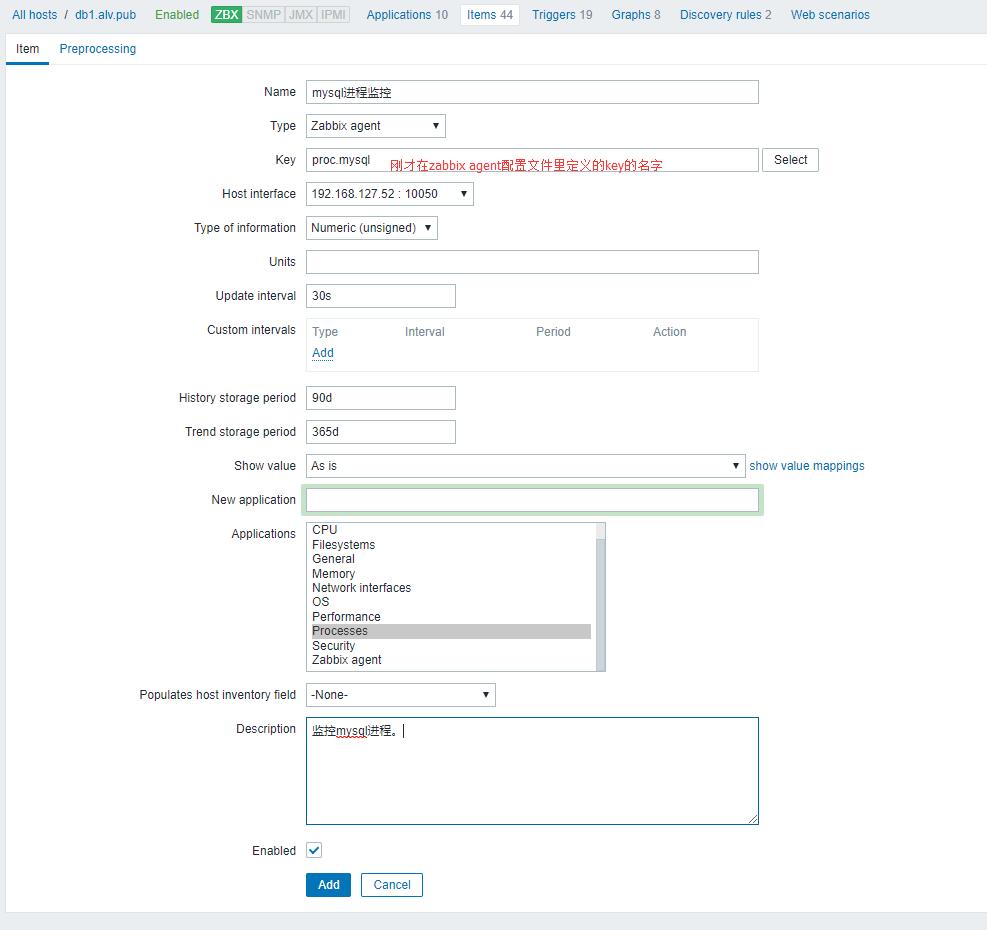 All hosts / db1.alv.pub Enabled ZBX SNMP JMX IPMI Applications 10 Items 44 Triggers 19 Graphs 8 Discovery rules 2 Web scenarios
Item Preprocessing
Name mysql进程监控
Type Zabbix agent
Key proc.mysql 刚才在zabbix agent配置文件里定义的key的名字 Select
Host interface 192.168.127.52 : 10050
Type of information Numeric (unsigned)
Units
Update interval 30s
Custom intervals Type Interval Period Action
Add
History storage period 90d
Trend storage period 365d
Show value As is show value mappings
New application
Applications CPU
Filesystems
General
Memory
Network interfaces
OS
Performance
Processes
Security
Zabbix agent
Populates host inventory field -None-
Description 监控mysql进程。
Enabled
Add Cancel